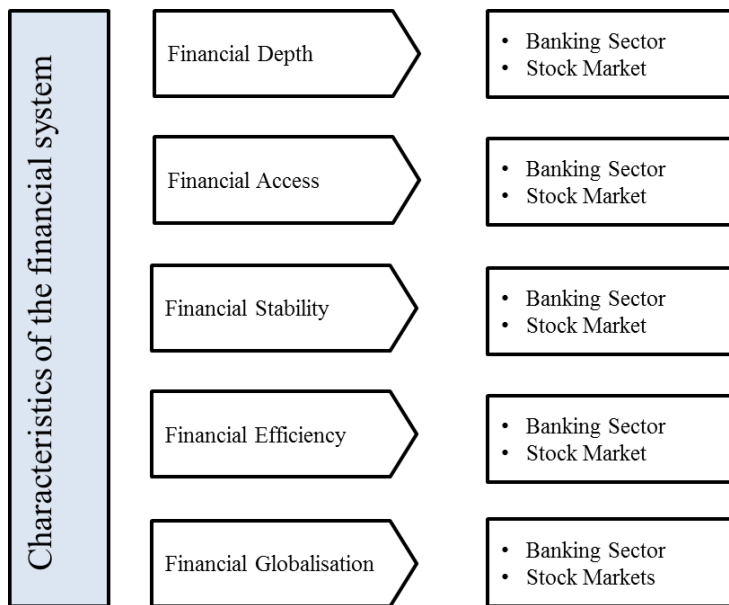 Characteristics of the financial system
Financial Depth
• Banking Sector
• Stock Market
Financial Access
• Banking Sector
• Stock Market
Financial Stability
• Banking Sector
• Stock Market
Financial Efficiency
• Banking Sector
• Stock Market
Financial Globalisation
• Banking Sector
• Stock Markets